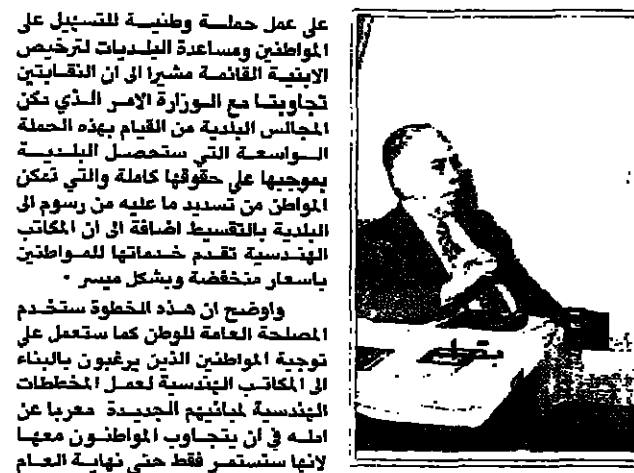 على عمل حملة وطنية للتسهيل على
المواطنين ومساعدة البلديات لترخيص
الابنية القائمة مشيرا الى ان النقابتين
تجاوبتا مع الوزارة الامر الذي مكن
المجالس البلدية من القيام بهذه الحملة
الواسعة التي ستحصل البلدية
بموجبها على حقوقها كاملة والتي تمكن
المواطن من تسديد ما عليه من رسوم الى
البلدية بالتقسيط اضافة الى ان المكاتب
الهندسية تقدم خدماتها للمواطنين
باسعار منخفضة وبشكل ميسر .
واوضح ان هذه الخطوة ستخدم
المصلحة العامة للوطن كما ستعمل على
توجية المواطنين الذين يرغبون بالبناء
الى المكاتب الهندسية لعمل المخططات
الهندسية لمبانيهم الجديدة معربا عن
امله في ان يتجاوب المواطنون معها
لانها ستستمر فقط حتى نهاية العام